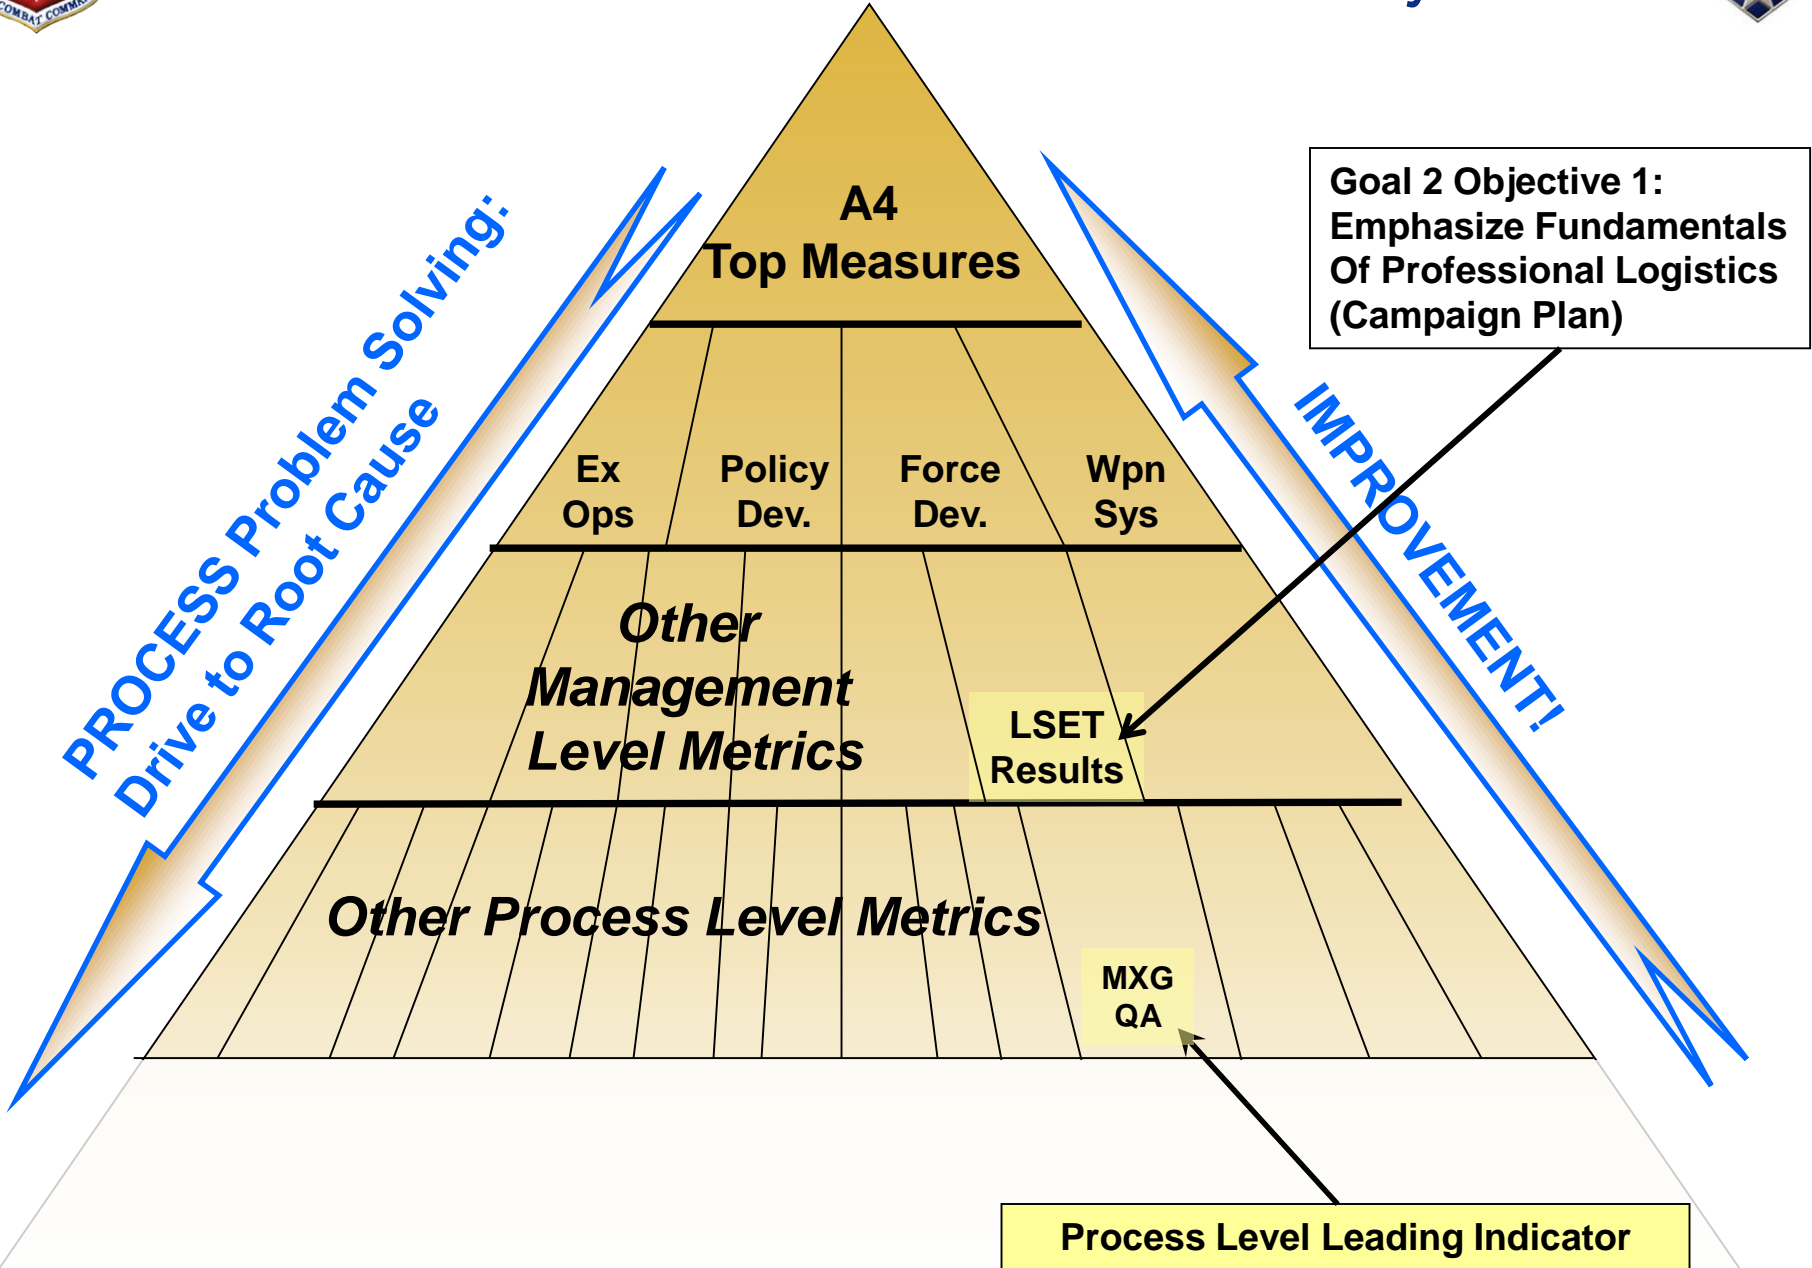 COMBAT COMMA
A4
Top Measures
Goal 2 Objective 1:
Emphasize Fundamentals
Of Professional Logistics
(Campaign Plan)
PROCESS Problem Solving:
Drive to Root Cause
IMPROVEMENT!
Ex
Ops
Policy
Dev.
Force
Dev.
Wpn
Sys
Other
Management
Level Metrics
LSET
Results
Other Process Level Metrics
MXG
QA
Process Level Leading Indicator